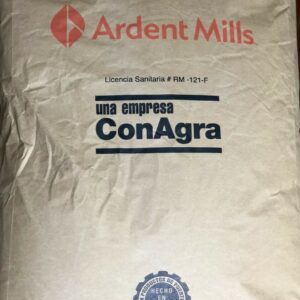 Ardent Mills
Licencia Sanitaria # RM -121-F
una empresa
ConAgra
HECHO
EN